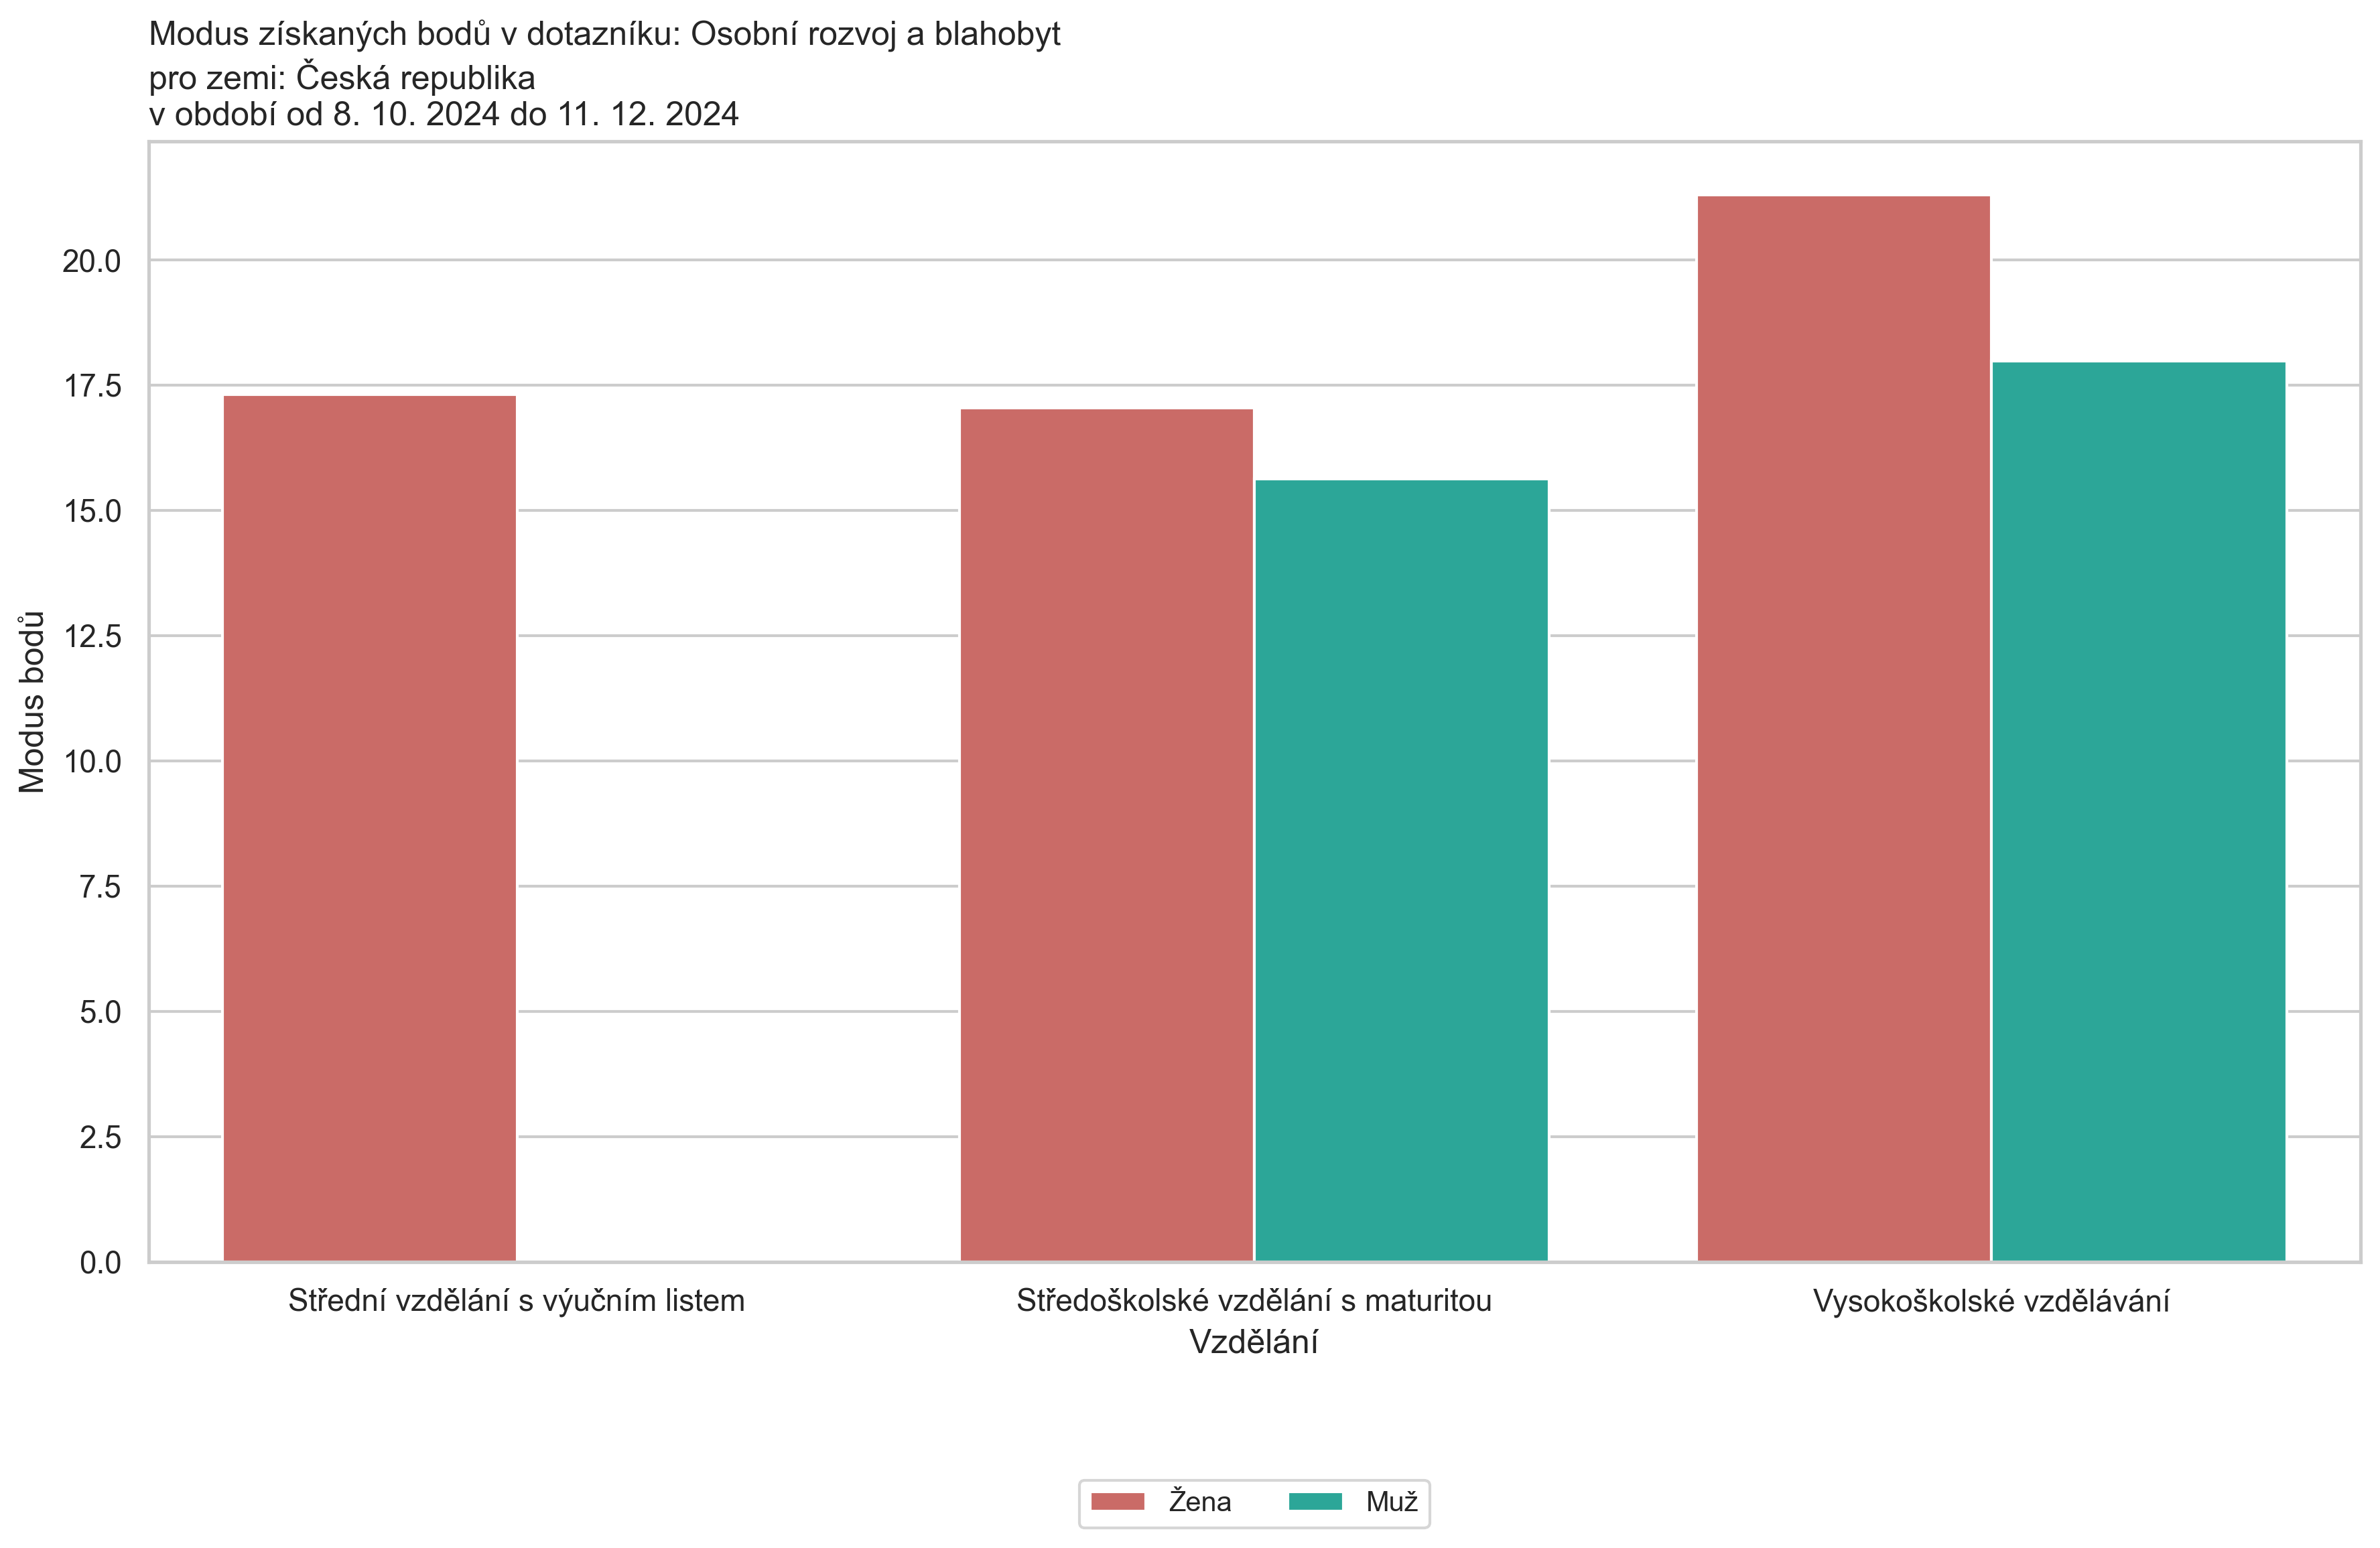 Modus získaných bodů v dotazníku: Osobní rozvoj a blahobyt
pro zemi: Česká republika
v období od 8. 10. 2024 do 11. 12. 2024
Modus bodů
20.0
17.5
15.0
12.5
10.0
7.5
5.0
2.5
0.0
Střední vzdělání s výučním listem
Středoškolské vzdělání s maturitou
Vysokoškolské vzdělávání
Vzdělání
Žena
Muž